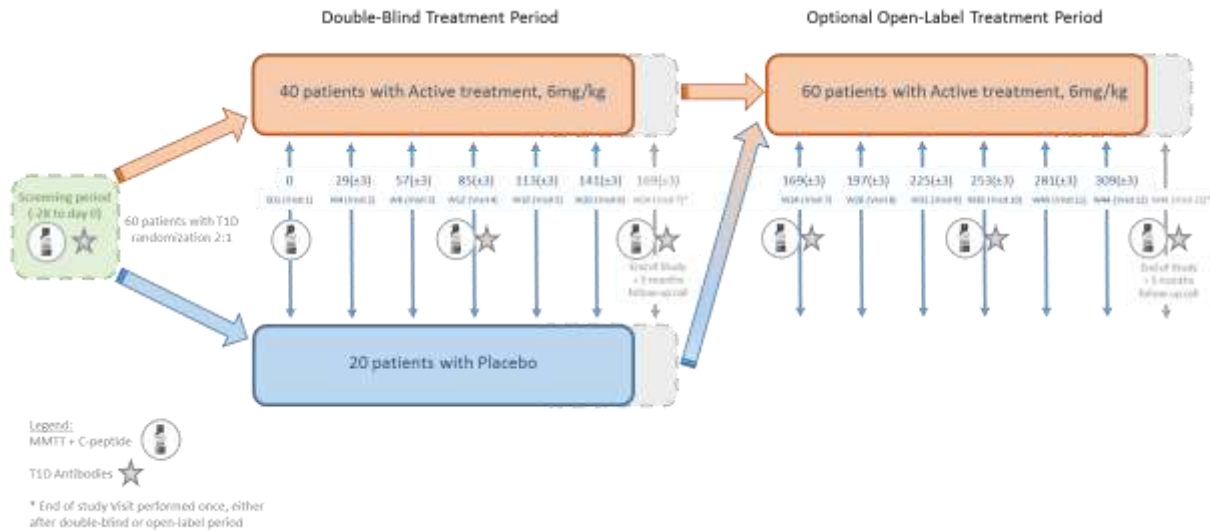 Double-Blind Treatment Period
Optional Open-Label Treatment Period
40 patients with Active treatment, 6mg/kg
60 patients with Active treatment, 6mg/kg
Screening period
(-28 to day 0)
60 patients with T1D
randomization 2:1
0 29(±3) 57(±3) 85(±3) 113(±3) 141(±3) 169(±3)
169(±3) 197(±3) 225(±3) 253(±3) 281(±3) 309(±3)
End of Study
+ 3 months
follow-up call
End of Study
+ 3 months
follow-up call
20 patients with Placebo
Legend:
MMTT + C-peptide
T1D Antibodies
* End of study Visit performed once, either
after double-blind or open-label period